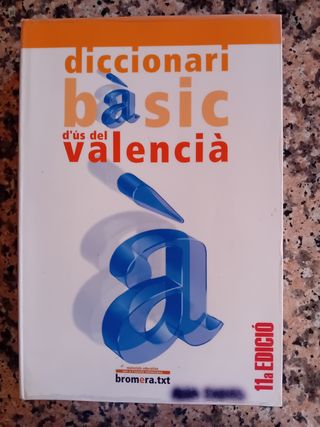 diccionari
bàsic
d'ús del
valencià
à
bromera.txt
11a EDICIÓ